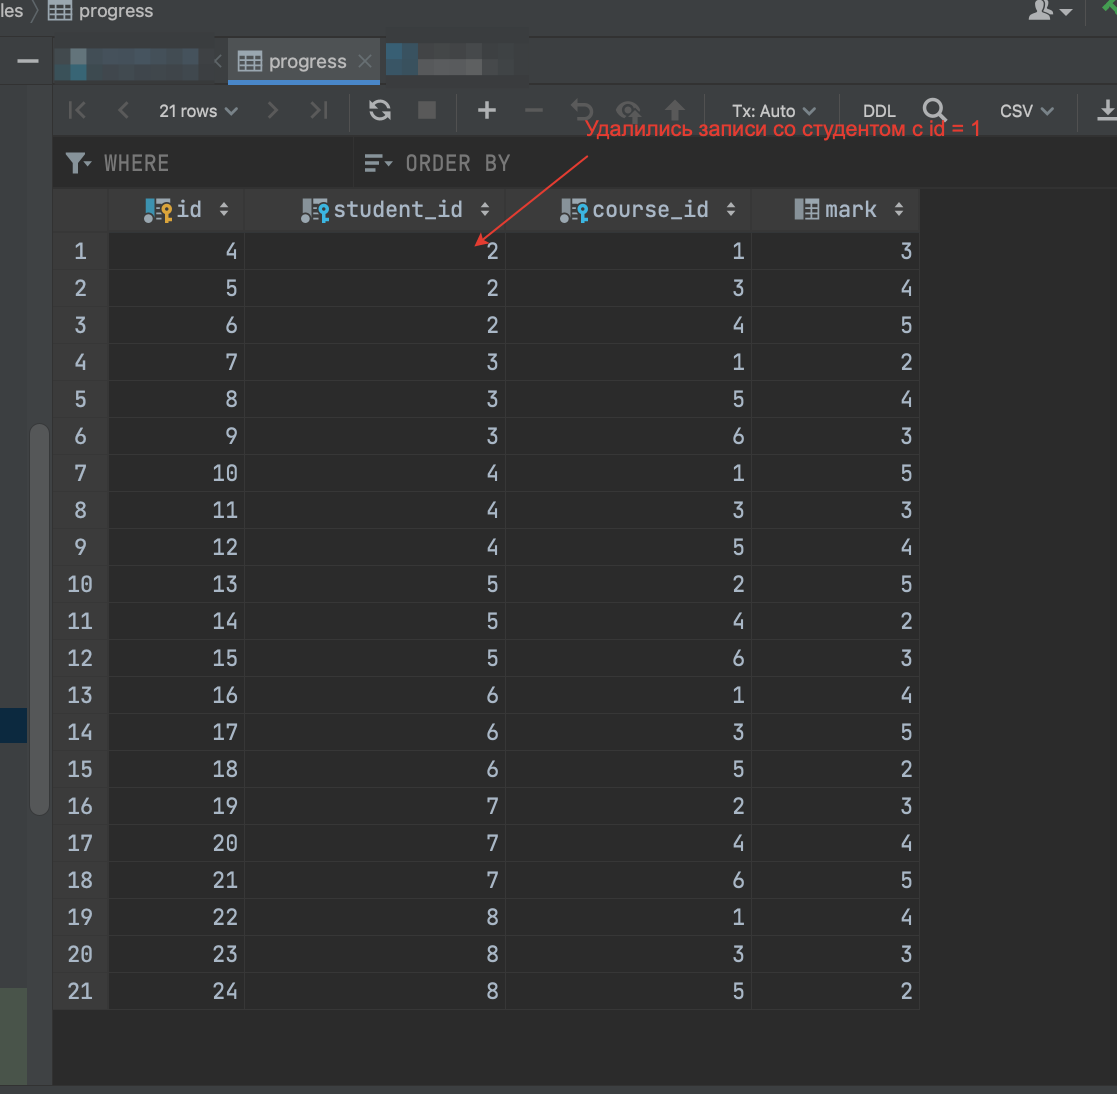 les progress
progress
21 rows Tx: Auto DDL CSV
Удалились записи со студентом с id = 1
WHERE ORDER BY
id student_id course_id mark
1 4 2 1 3
2 5 2 3 4
3 6 2 4 5
4 7 3 1 2
5 8 3 5 4
6 9 3 6 3
7 10 4 1 5
8 11 4 3 3
9 12 4 5 4
10 13 5 2 5
11 14 5 4 2
12 15 5 6 3
13 16 6 1 4
14 17 6 3 5
15 18 6 5 2
16 19 7 2 3
17 20 7 4 4
18 21 7 6 5
19 22 8 1 4
20 23 8 3 3
21 24 8 5 2